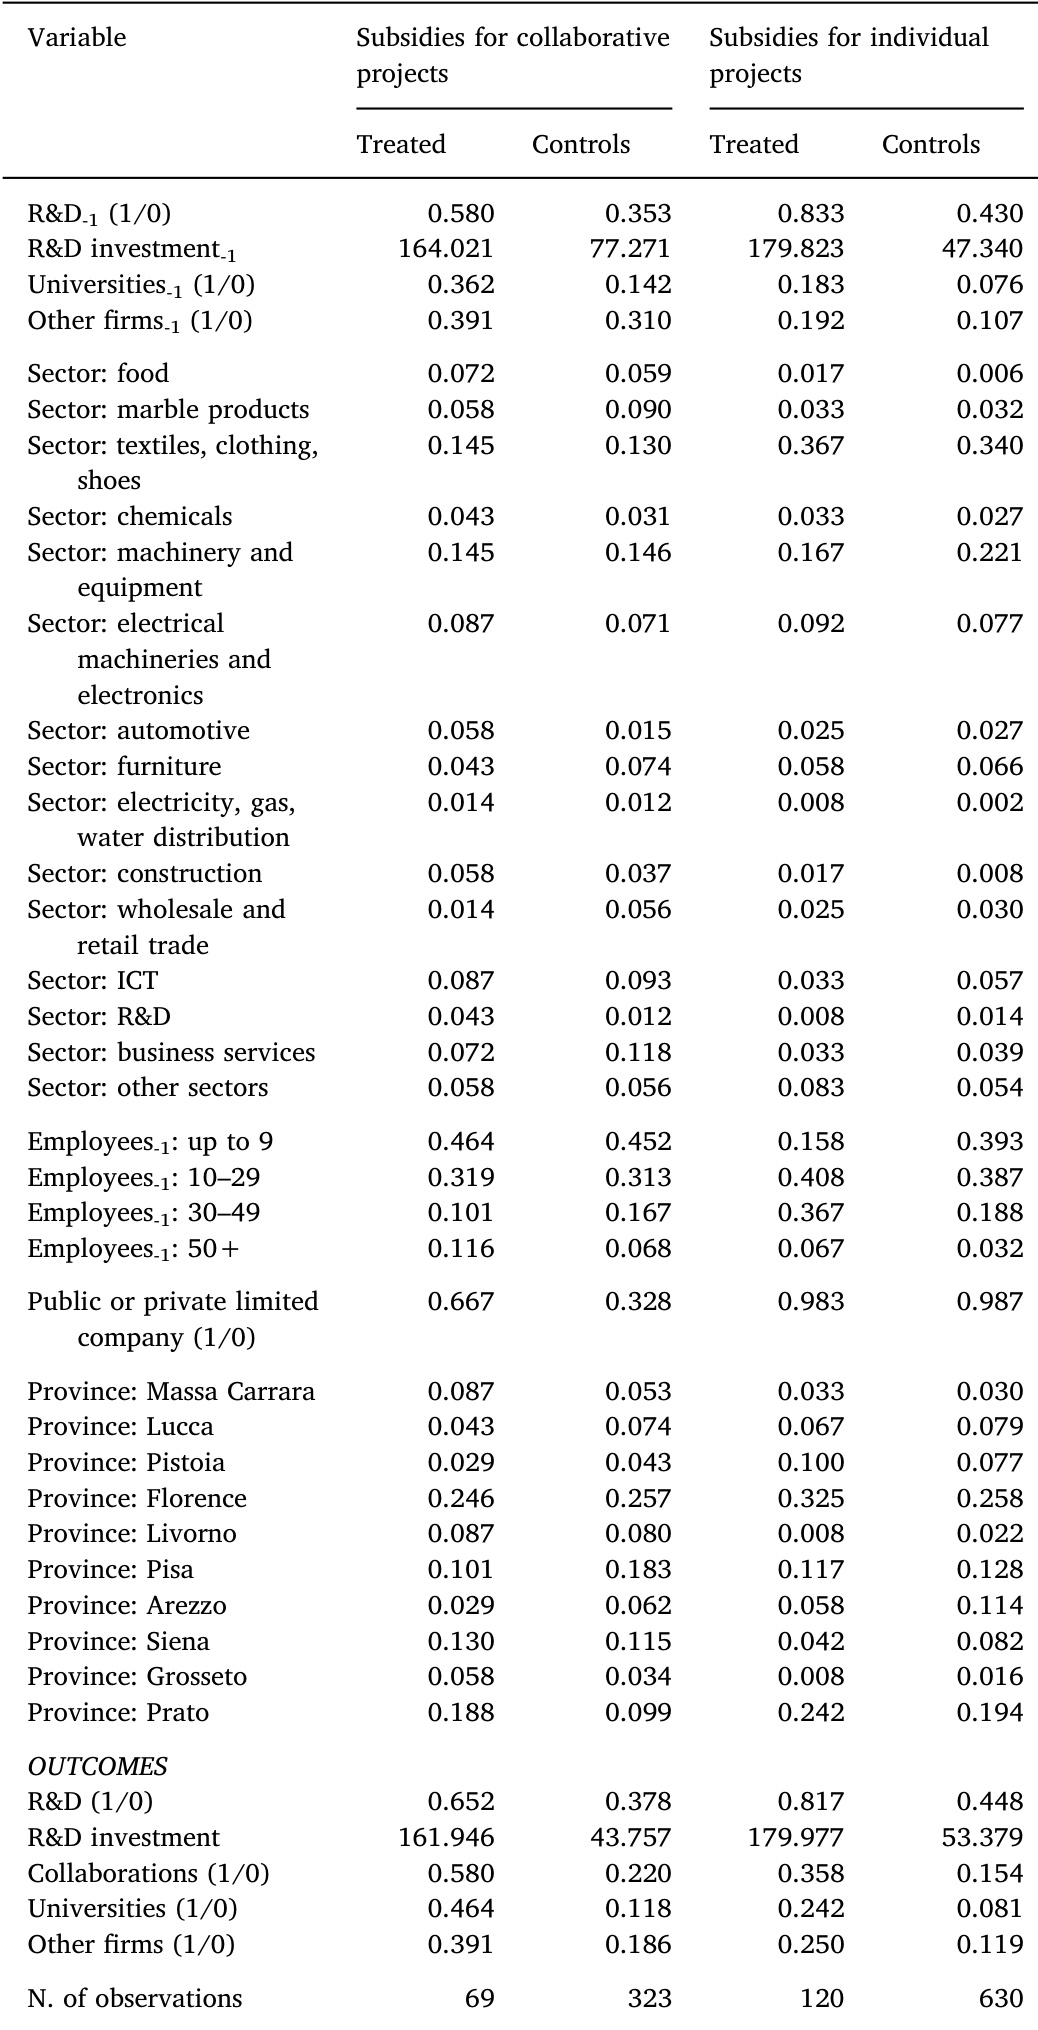 Variable Subsidies for collaborative projects Subsidies for individual projects
Treated Controls Treated Controls
R&D-1 (1/0) 0.580 0.353 0.833 0.430
R&D investment-1 164.021 77.271 179.823 47.340
Universities-1 (1/0) 0.362 0.142 0.183 0.076
Other firms-1 (1/0) 0.391 0.310 0.192 0.107
Sector: food 0.072 0.059 0.017 0.006
Sector: marble products 0.058 0.090 0.033 0.032
Sector: textiles, clothing, 0.145 0.130 0.367 0.340
shoes
Sector: chemicals 0.043 0.031 0.033 0.027
Sector: machinery and 0.145 0.146 0.167 0.221
equipment
Sector: electrical 0.087 0.071 0.092 0.077
machineries and
electronics
Sector: automotive 0.058 0.015 0.025 0.027
Sector: furniture 0.043 0.074 0.058 0.066
Sector: electricity, gas, 0.014 0.012 0.008 0.002
water distribution
Sector: construction 0.058 0.037 0.017 0.008
Sector: wholesale and 0.014 0.056 0.025 0.030
retail trade
Sector: ICT 0.087 0.093 0.033 0.057
Sector: R&D 0.043 0.012 0.008 0.014
Sector: business services 0.072 0.118 0.033 0.039
Sector: other sectors 0.058 0.056 0.083 0.054
Employees-1: up to 9 0.464 0.452 0.158 0.393
Employees-1: 10–29 0.319 0.313 0.408 0.387
Employees-1: 30–49 0.101 0.167 0.367 0.188
Employees-1: 50+ 0.116 0.068 0.067 0.032
Public or private limited 0.667 0.328 0.983 0.987
company (1/0)
Province: Massa Carrara 0.087 0.053 0.033 0.030
Province: Lucca 0.043 0.074 0.067 0.079
Province: Pistoia 0.029 0.043 0.100 0.077
Province: Florence 0.246 0.257 0.325 0.258
Province: Livorno 0.087 0.080 0.008 0.022
Province: Pisa 0.101 0.183 0.117 0.128
Province: Arezzo 0.029 0.062 0.058 0.114
Province: Siena 0.130 0.115 0.042 0.082
Province: Grosseto 0.058 0.034 0.008 0.016
Province: Prato 0.188 0.099 0.242 0.194
OUTCOMES
R&D (1/0) 0.652 0.378 0.817 0.448
R&D investment 161.946 43.757 179.977 53.379
Collaborations (1/0) 0.580 0.220 0.358 0.154
Universities (1/0) 0.464 0.118 0.242 0.081
Other firms (1/0) 0.391 0.186 0.250 0.119
N. of observations 69 323 120 630